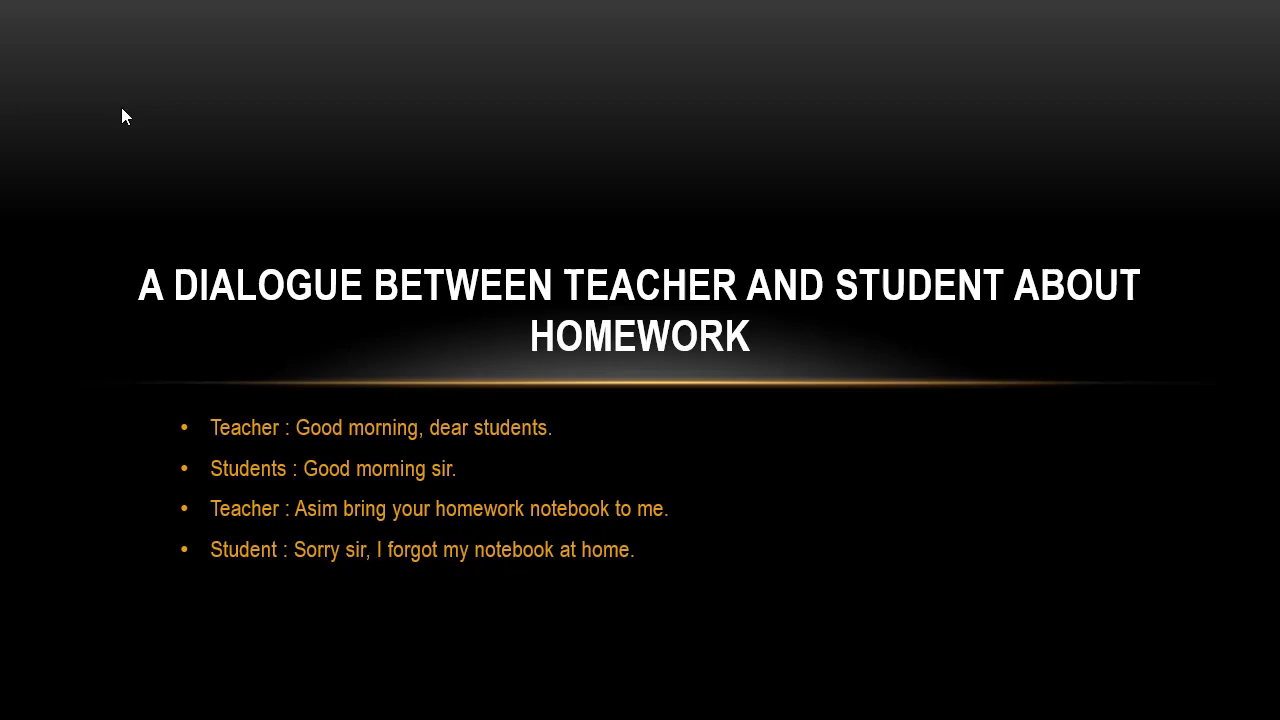 A DIALOGUE BETWEEN TEACHER AND STUDENT ABOUT
HOMEWORK
• Teacher : Good morning, dear students.
• Students : Good morning sir.
• Teacher : Asim bring your homework notebook to me.
• Student : Sorry sir, I forgot my notebook at home.